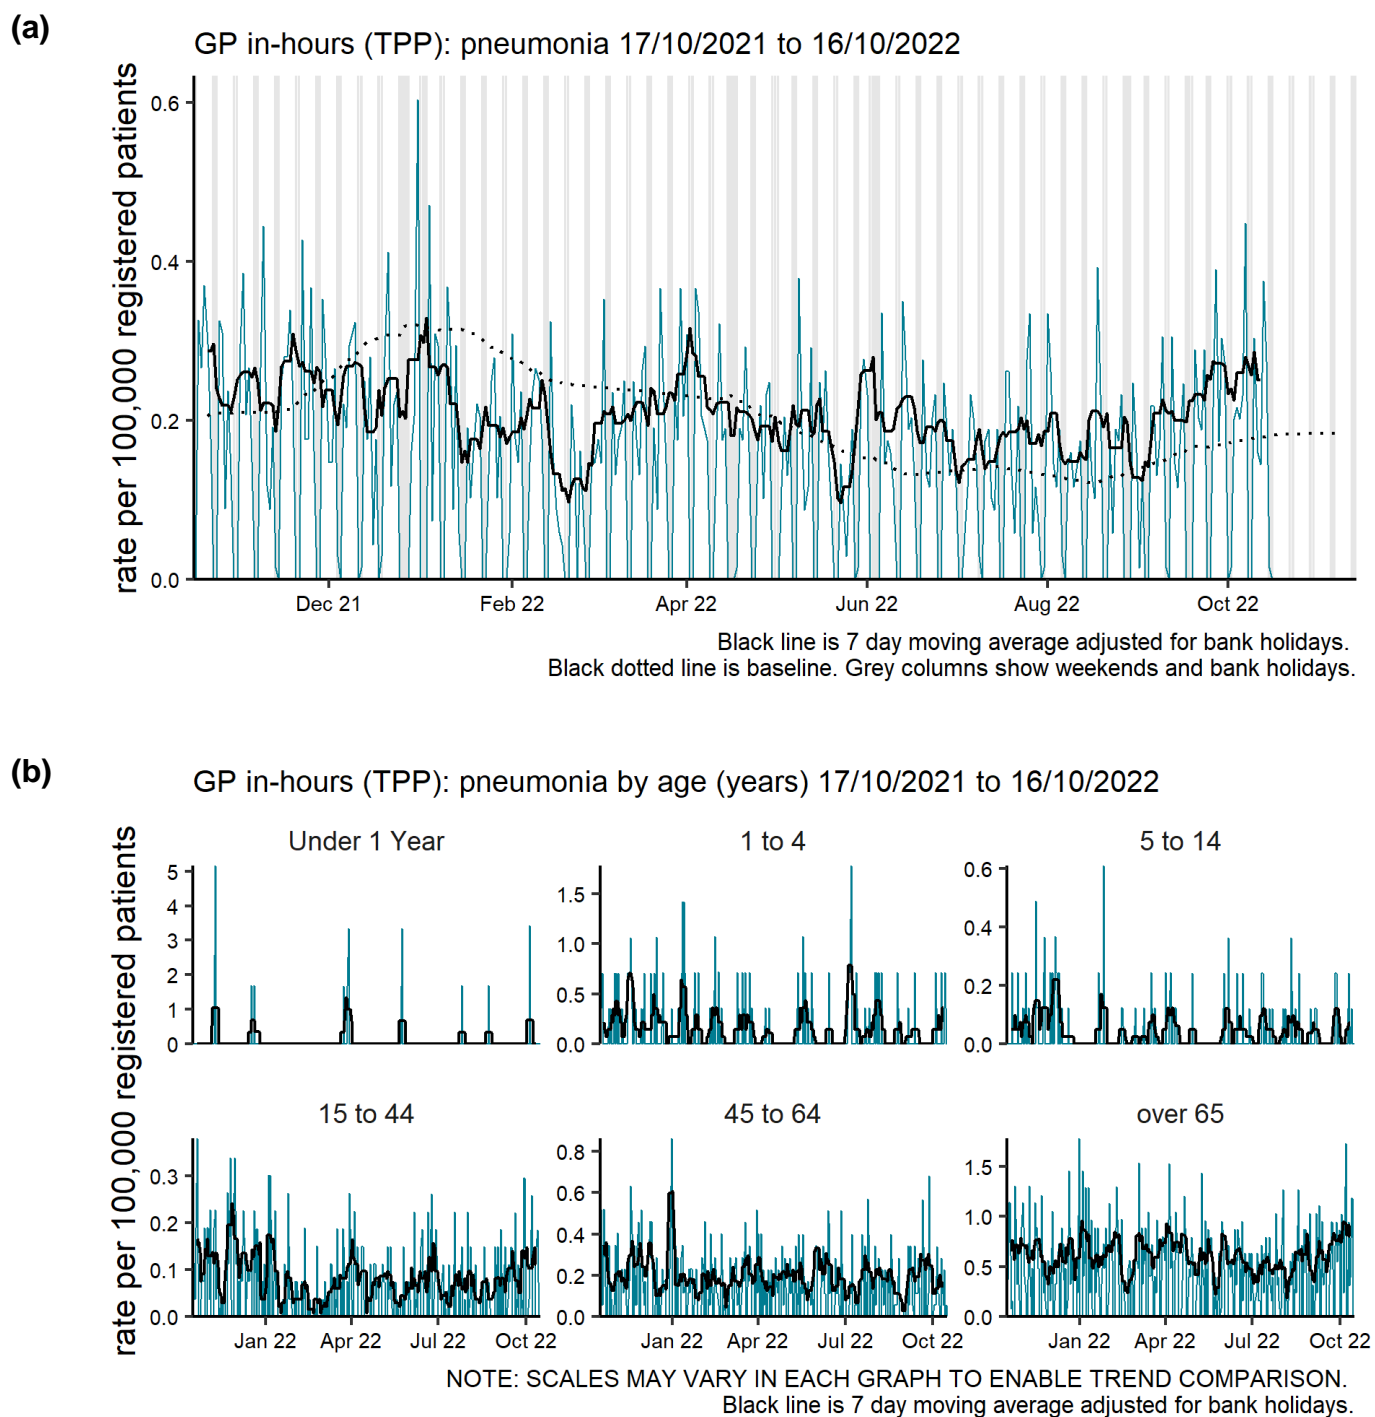 (a)
GP in-hours (TPP): pneumonia 17/10/2021 to 16/10/2022
rate per 100,000 registered patients
0.6
0.4
0.2
0.0
Dec 21 Feb 22 Apr 22 Jun 22 Aug 22 Oct 22
Black line is 7 day moving average adjusted for bank holidays.
Black dotted line is baseline. Grey columns show weekends and bank holidays.
(b)
GP in-hours (TPP): pneumonia by age (years) 17/10/2021 to 16/10/2022
rate per 100,000 registered patients
Under 1 Year
5
4
3
2
1
0
1 to 4
1.5
1.0
0.5
0.0
5 to 14
0.6
0.4
0.2
0.0
15 to 44
0.3
0.2
0.1
0.0
Jan 22 Apr 22 Jul 22 Oct 22
45 to 64
0.8
0.6
0.4
0.2
0.0
Jan 22 Apr 22 Jul 22 Oct 22
over 65
1.5
1.0
0.5
0.0
Jan 22 Apr 22 Jul 22 Oct 22
NOTE: SCALES MAY VARY IN EACH GRAPH TO ENABLE TREND COMPARISON.
Black line is 7 day moving average adjusted for bank holidays.